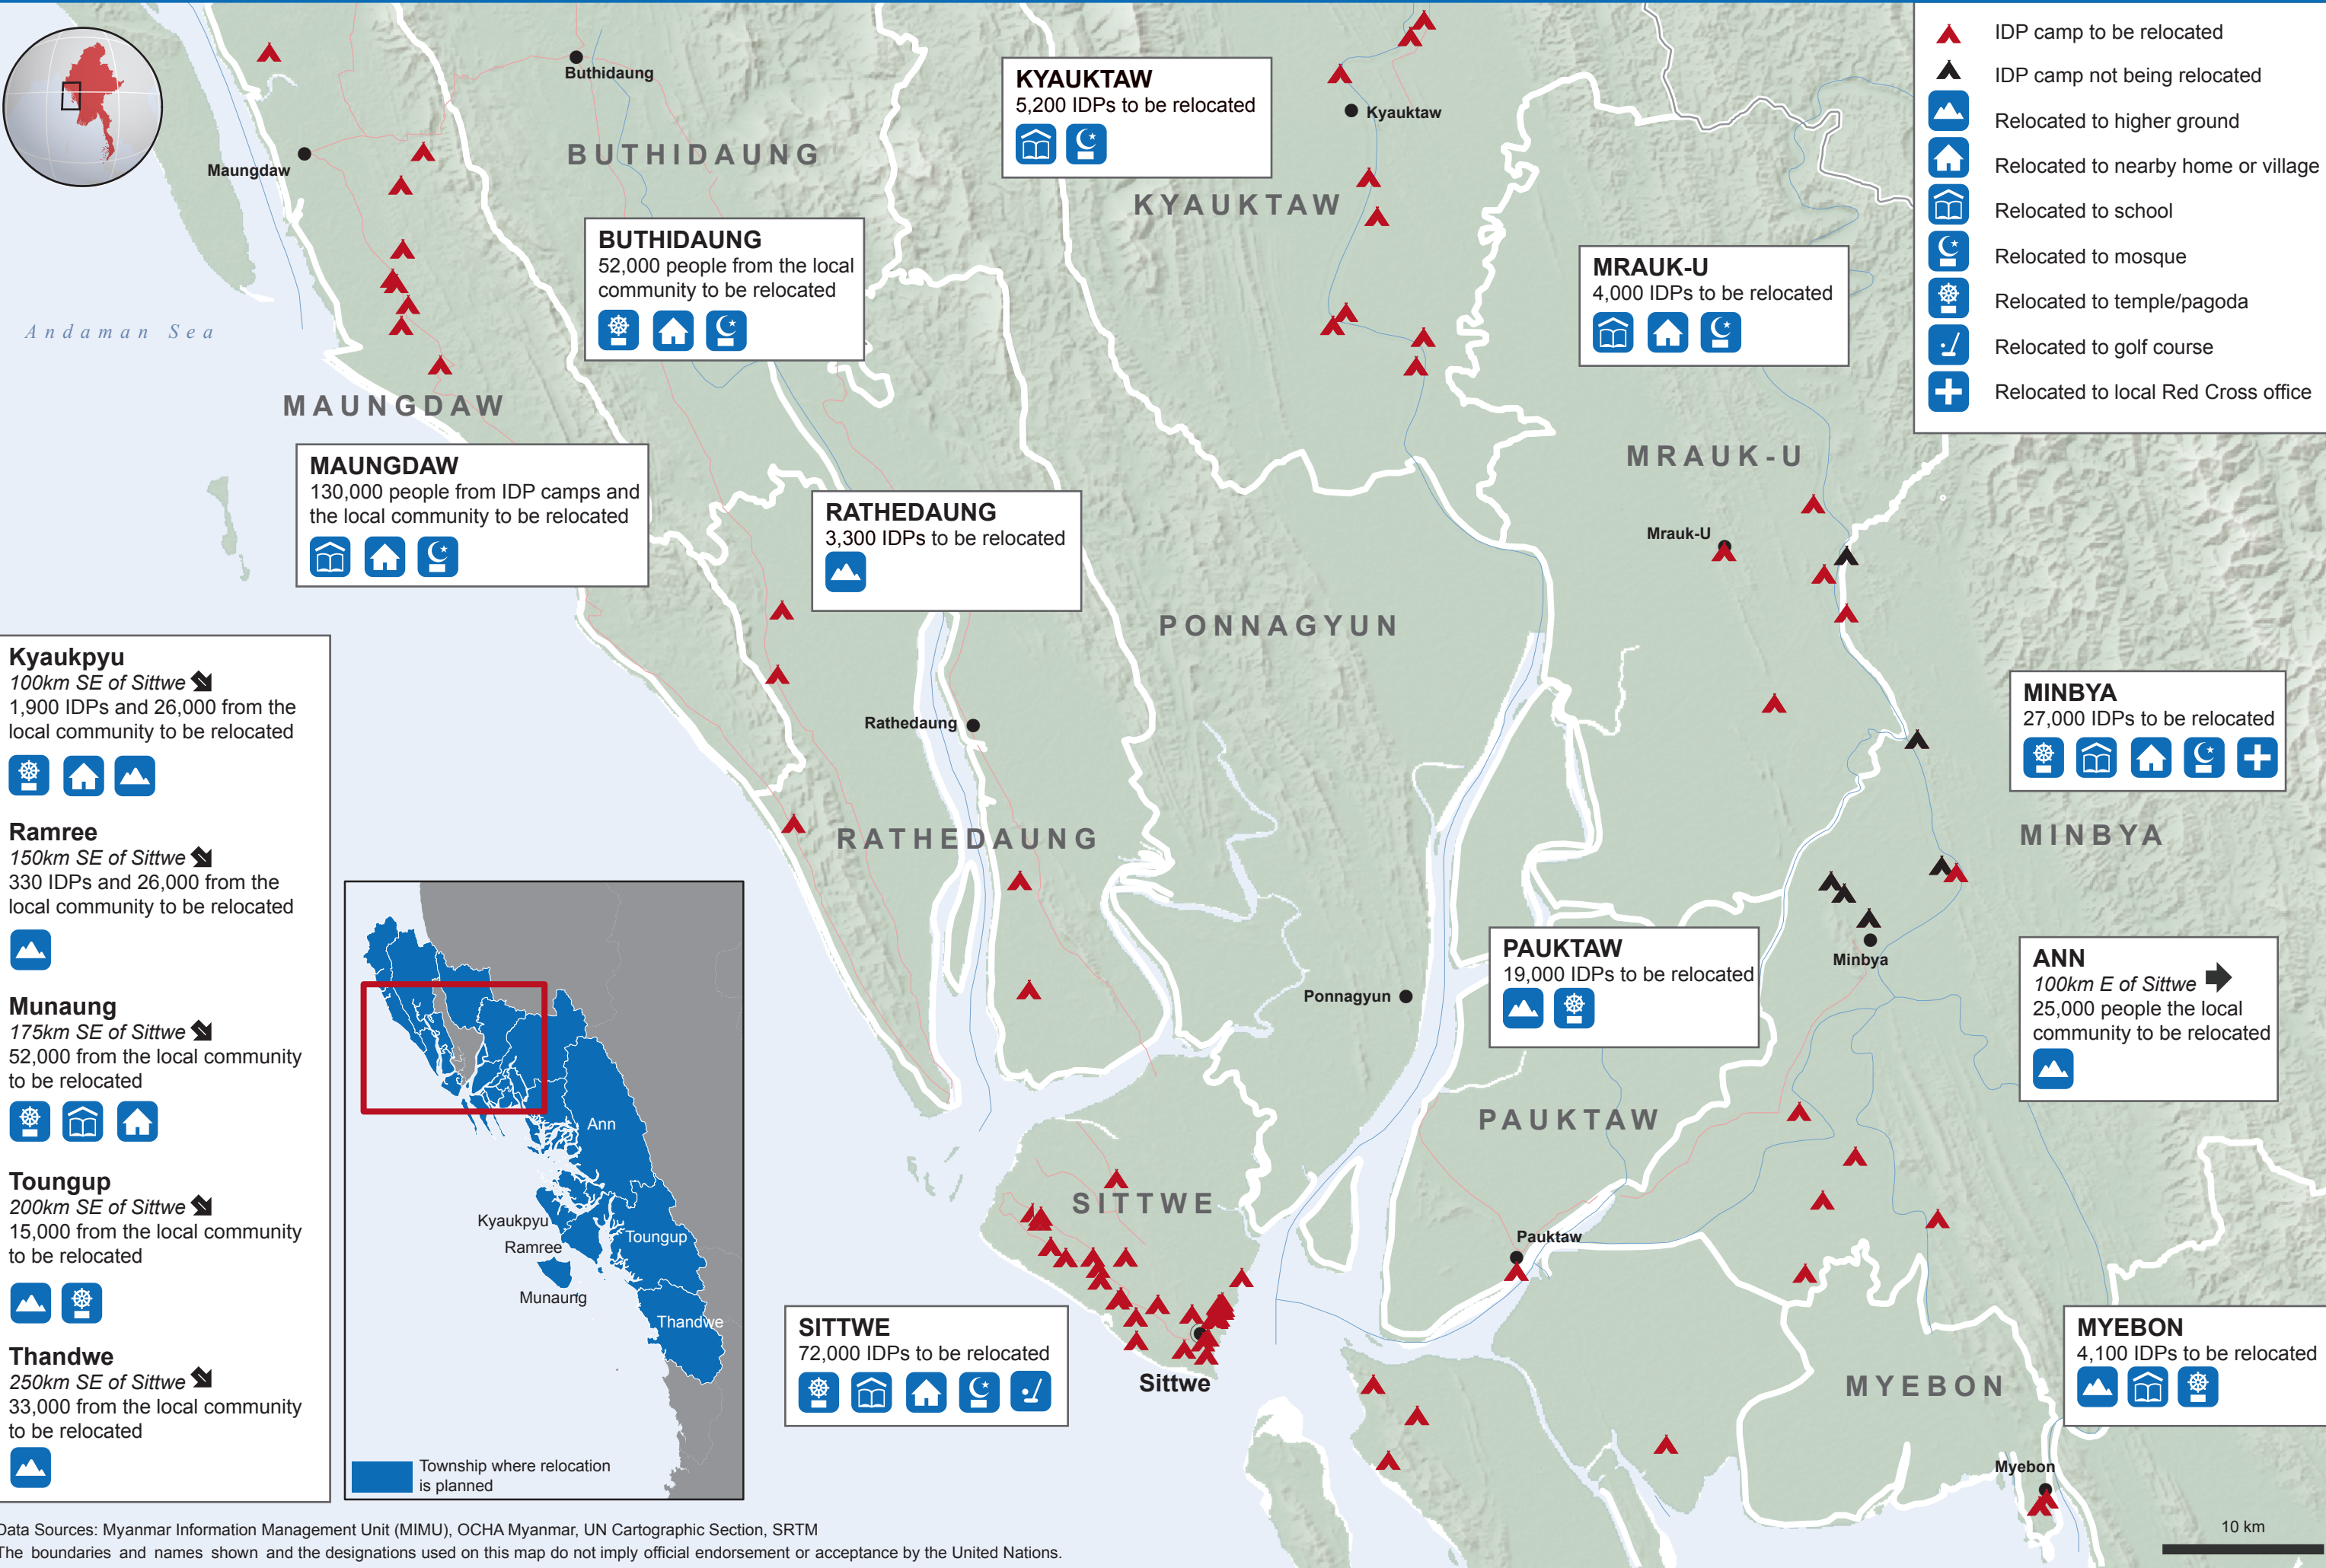 IDP camp to be relocated
IDP camp not being relocated
Relocated to higher ground
Relocated to nearby home or village
Relocated to school
Relocated to mosque
Relocated to temple/pagoda
Relocated to golf course
Relocated to local Red Cross office
Buthidaung
Maungdaw
BUTHIDAUNG
KYAUKTAW
5,200 IDPs to be relocated
Kyauktaw
KYAUKTAW
BUTHIDAUNG
52,000 people from the local
community to be relocated
MRAUK-U
4,000 IDPs to be relocated
Andaman Sea
MAUNGDAW
MAUNGDAW
130,000 people from IDP camps and
the local community to be relocated
RATHEDAUNG
3,300 IDPs to be relocated
MRAUK-U
Mrauk-U
PONNAGYUN
Kyaukpyu
100km SE of Sittwe
1,900 IDPs and 26,000 from the
local community to be relocated
Ramree
150km SE of Sittwe
330 IDPs and 26,000 from the
local community to be relocated
Munaung
175km SE of Sittwe
52,000 from the local community
to be relocated
Toungup
200km SE of Sittwe
15,000 from the local community
to be relocated
Thandwe
250km SE of Sittwe
33,000 from the local community
to be relocated
Rathedaung
RATHEDAUNG
MINBYA
27,000 IDPs to be relocated
MINBYA
Minbya
PAUKTAW
19,000 IDPs to be relocated
ANN
100km E of Sittwe
25,000 people the local
community to be relocated
Ponnagyun
PAUKTAW
Ann
Kyaukpyu
Ramree
Toungup
Munaung
Thandwe
Township where relocation
is planned
SITTWE
Pauktaw
SITTWE
72,000 IDPs to be relocated
Sittwe
MYEBON
4,100 IDPs to be relocated
MYEBON
Myebon
10 km
Data Sources: Myanmar Information Management Unit (MIMU), OCHA Myanmar, UN Cartographic Section, SRTM
The boundaries and names shown and the designations used on this map do not imply official endorsement or acceptance by the United Nations.